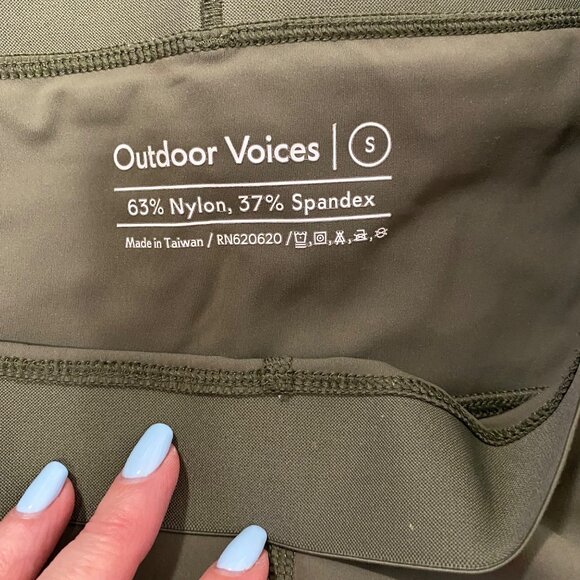 Outdoor Voices | S
63% Nylon, 37% Spandex
Made in Taiwan / RN620620 /